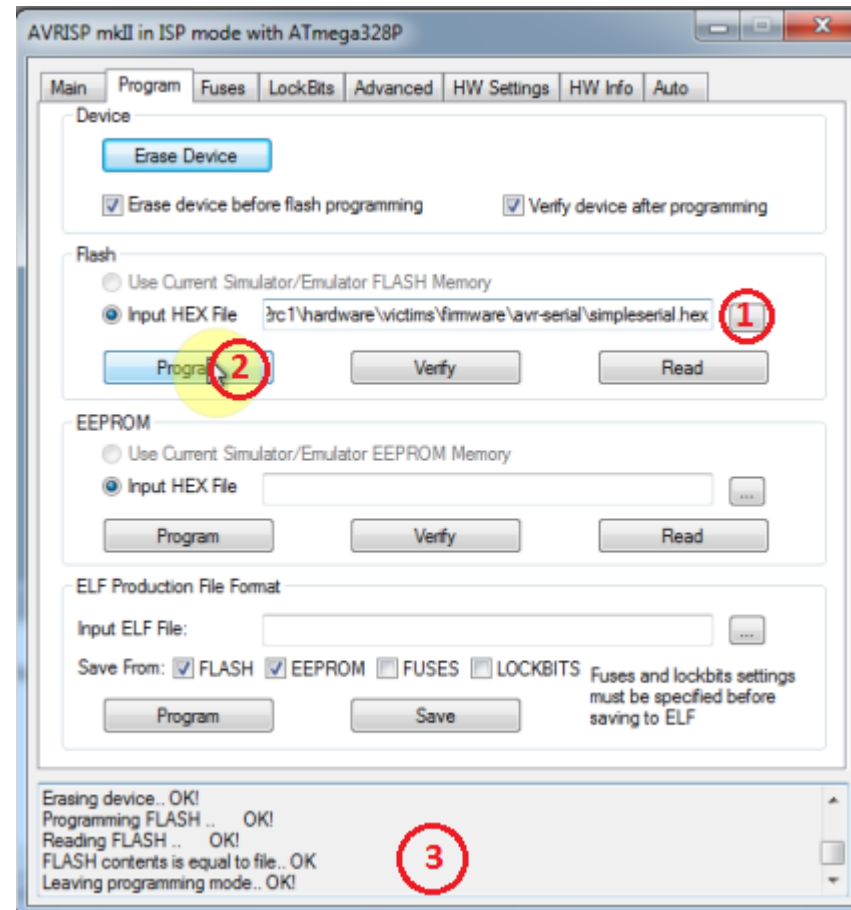 AVRISP mkII in ISP mode with ATmega328P
Main Program Fuses LockBits Advanced HW Settings HW Info Auto
Device
Erase Device
Erase device before flash programming Verify device after programming
Flash
Use Current Simulator/Emulator FLASH Memory
Input HEX File \hardware\victims\firmware\avr-serial\simpleserial.hex 1
2 Verify Read
EEPROM
Use Current Simulator/Emulator EEPROM Memory
Input HEX File ...
Program Verify Read
ELF Production File Format
Input ELF File: ...
Save From: FLASH EEPROM FUSES LOCKBITS Fuses and lockbits settings
must be specified before
saving to ELF
Program Save
Erasing device.. OK!
Programming FLASH .. OK!
Reading FLASH .. OK!
FLASH contents is equal to file.. OK
Leaving programming mode.. OK!
3